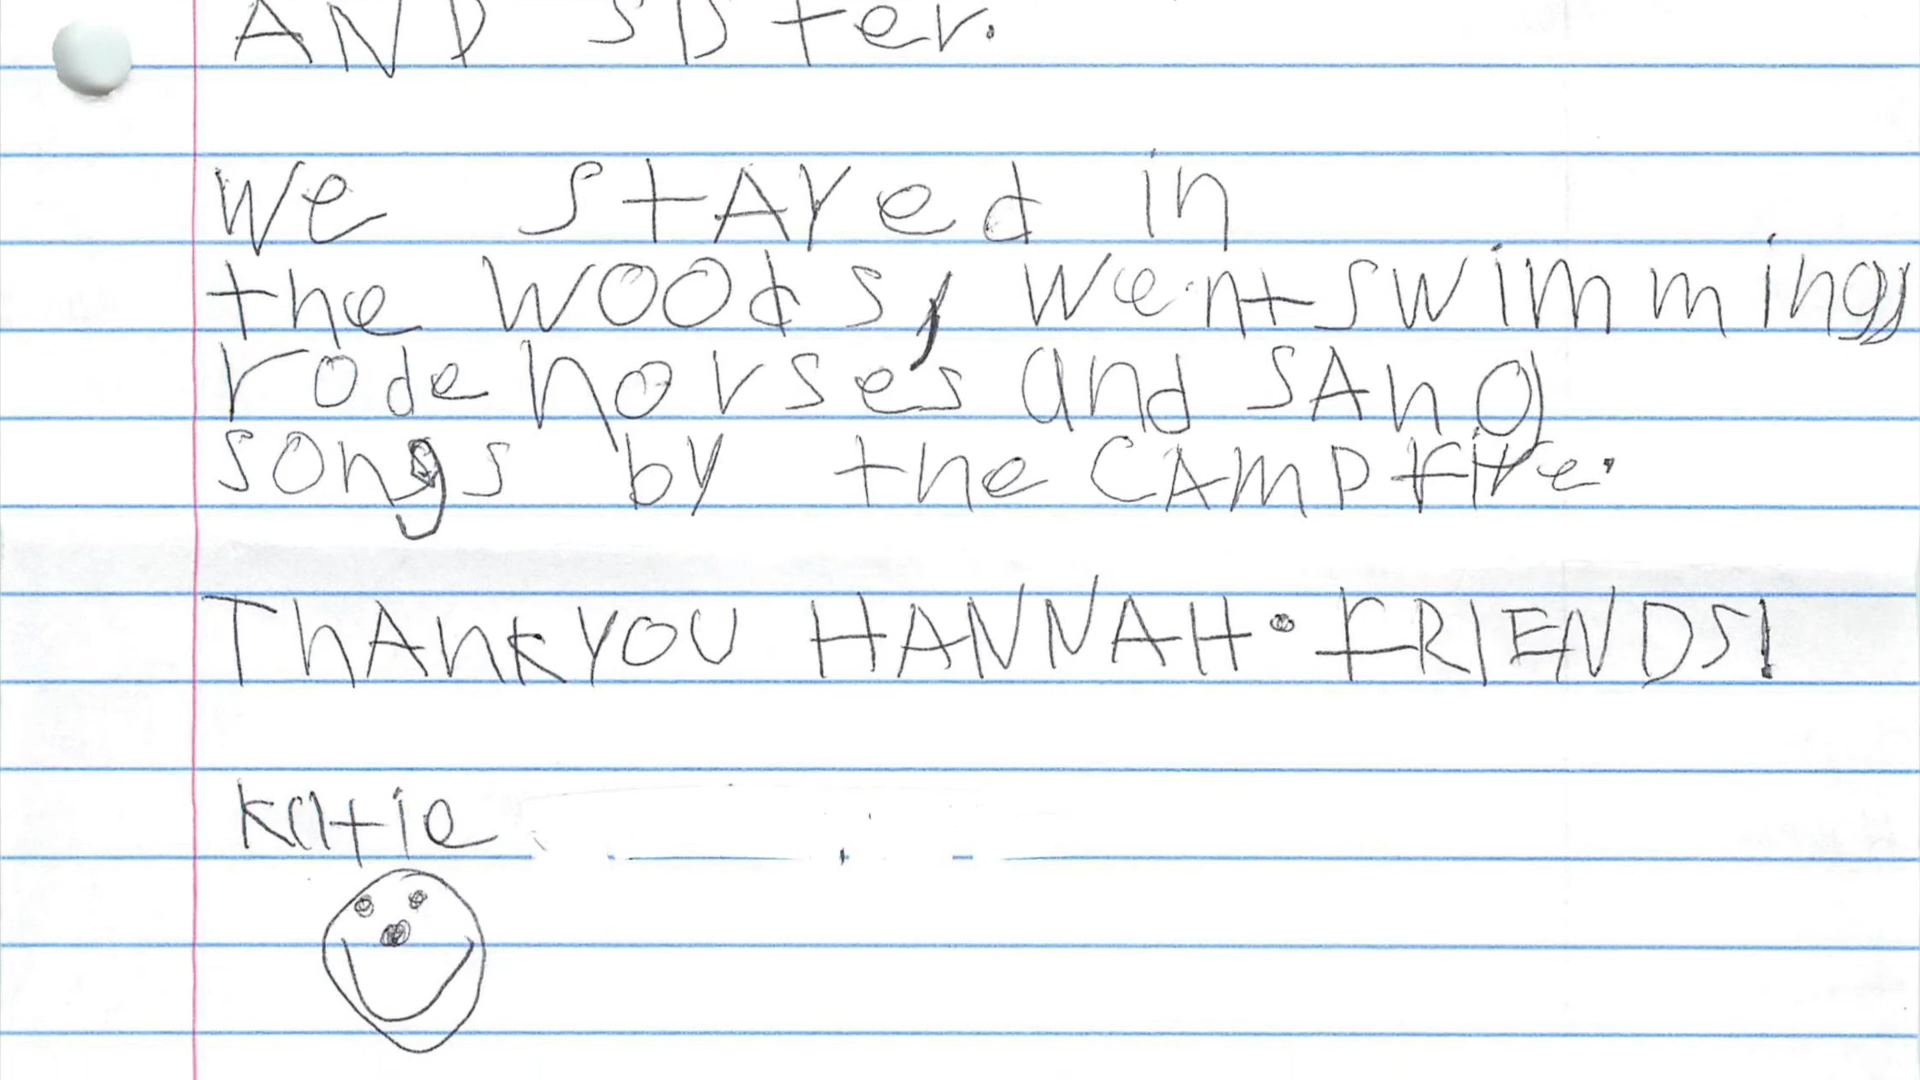 AND SISTer.
We STAYed in
the WOOds, Went swimming,
rode horses and SAng
songs by the CAMPfire.
THANkYOU HANNAH • FRIENDS!
Katie